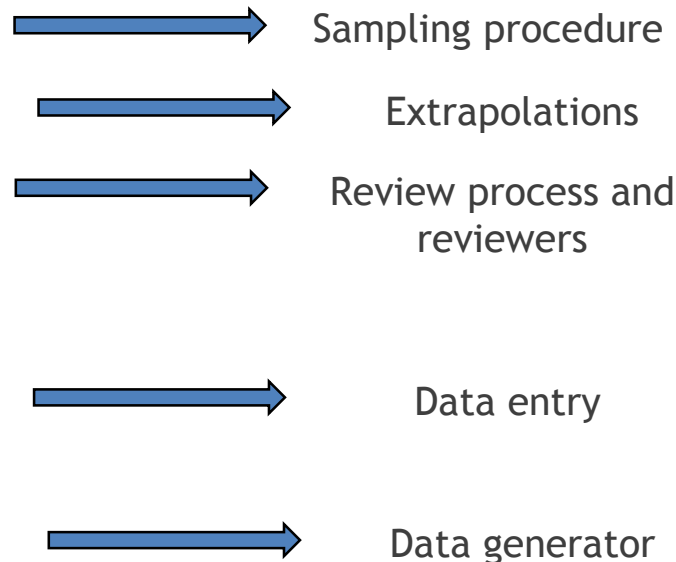 Sampling procedure
Extrapolations
Review process and
reviewers
Data entry
Data generator